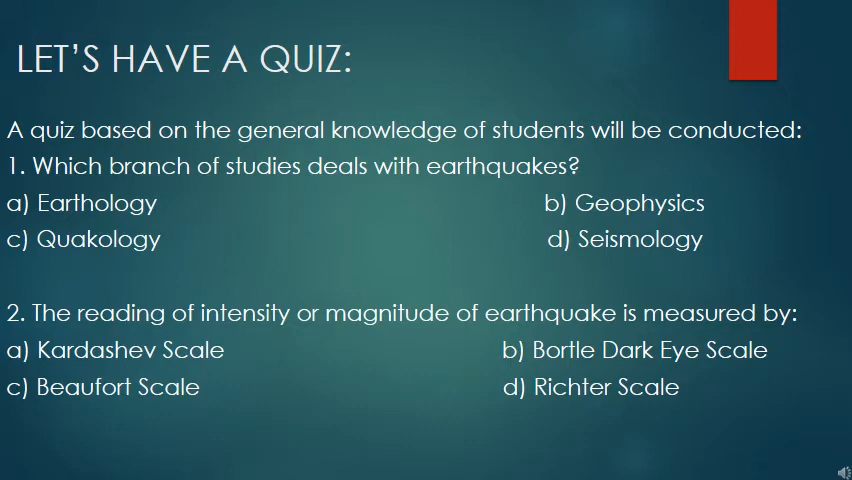 LET'S HAVE A QUIZ:
A quiz based on the general knowledge of students will be conducted:
1. Which branch of studies deals with earthquakes?
a) Earthology b) Geophysics
c) Quakology d) Seismology
2. The reading of intensity or magnitude of earthquake is measured by:
a) Kardashev Scale b) Bortle Dark Eye Scale
c) Beaufort Scale d) Richter Scale